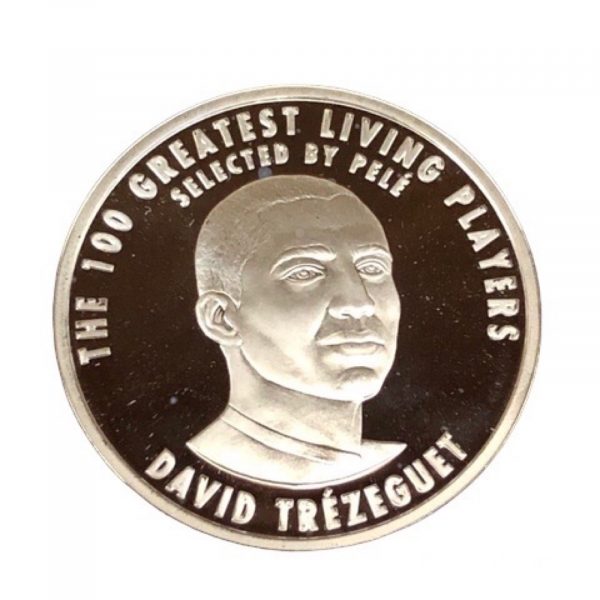 THE 100 GREATEST LIVING PLAYERS
SELECTED BY PELÉ
DAVID TRÉZEGUET